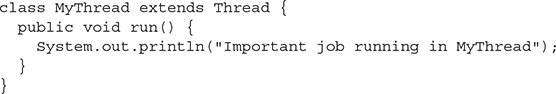 class MyThread extends Thread {
  public void run() {
    System.out.println("Important job running in MyThread");
  }
}